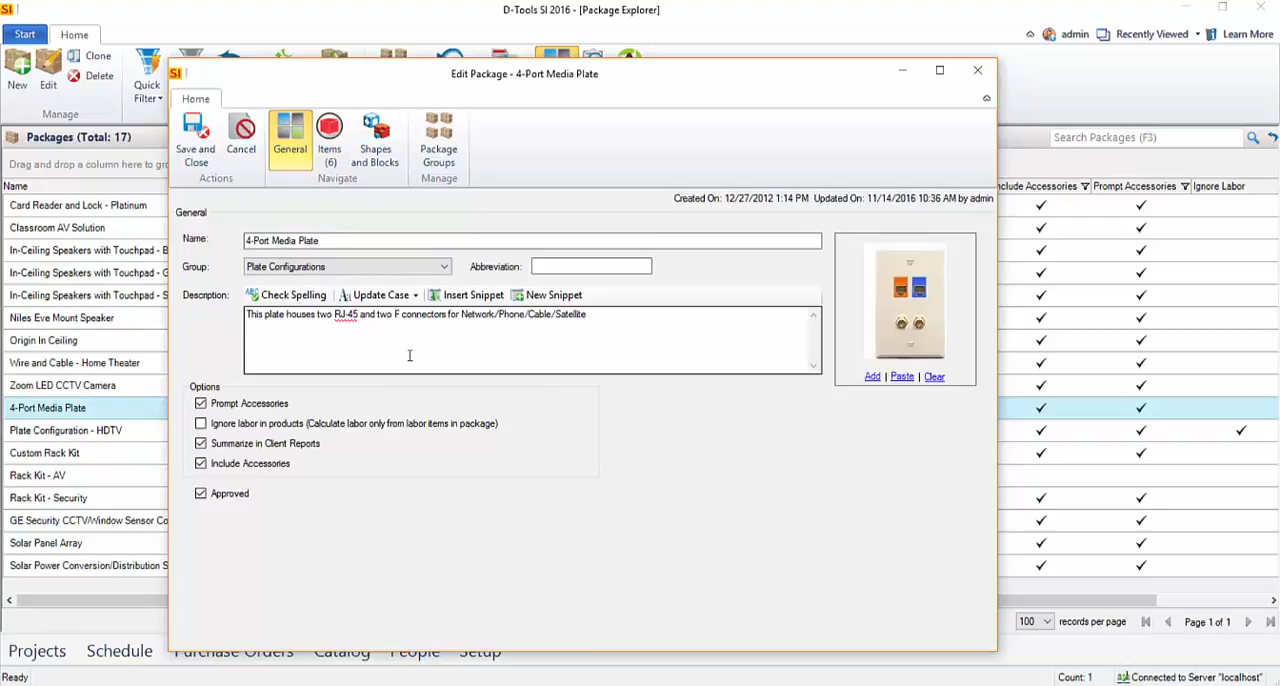 SI D-Tools SI 2016 - [Package Explorer]
Start Home admin Recently Viewed Learn More
New Edit Clone Delete Quick Filter
Manage
Packages (Total: 17) Search Packages (F3)
Drag and drop a column here to gr
Name nclude Accessories Prompt Accessories Ignore Labor
Card Reader and Lock - Platinum
Classroom AV Solution
In-Ceiling Speakers with Touchpad - B
In-Ceiling Speakers with Touchpad - G
In-Ceiling Speakers with Touchpad - S
Niles Eve Mount Speaker
Origin In Ceiling
Wire and Cable - Home Theater
Zoom LED CCTV Camera
4-Port Media Plate
Plate Configuration - HDTV
Custom Rack Kit
Rack Kit - AV
Rack Kit - Security
GE Security CCTV/Window Sensor Co
Solar Panel Array
Solar Power Conversion/Distribution S
100 records per page Page 1 of 1
Projects Schedule Purchase Orders Catalog People Setup
Ready Count: 1 Connected to Server "localhost"
SI Edit Package - 4-Port Media Plate
Home
Save and Close Cancel General Items (6) Shapes and Blocks Package Groups
Actions Navigate Manage
Created On: 12/27/2012 1:14 PM Updated On: 11/14/2016 10:36 AM by admin
General
Name: 4-Port Media Plate
Group: Plate Configurations Abbreviation:
Description: ABC Check Spelling A Update Case Insert Snippet New Snippet
This plate houses two RJ-45 and two F connectors for Network/Phone/Cable/Satellite
Add | Paste | Clear
Options
Prompt Accessories
Ignore labor in products (Calculate labor only from labor items in package)
Summarize in Client Reports
Include Accessories
Approved